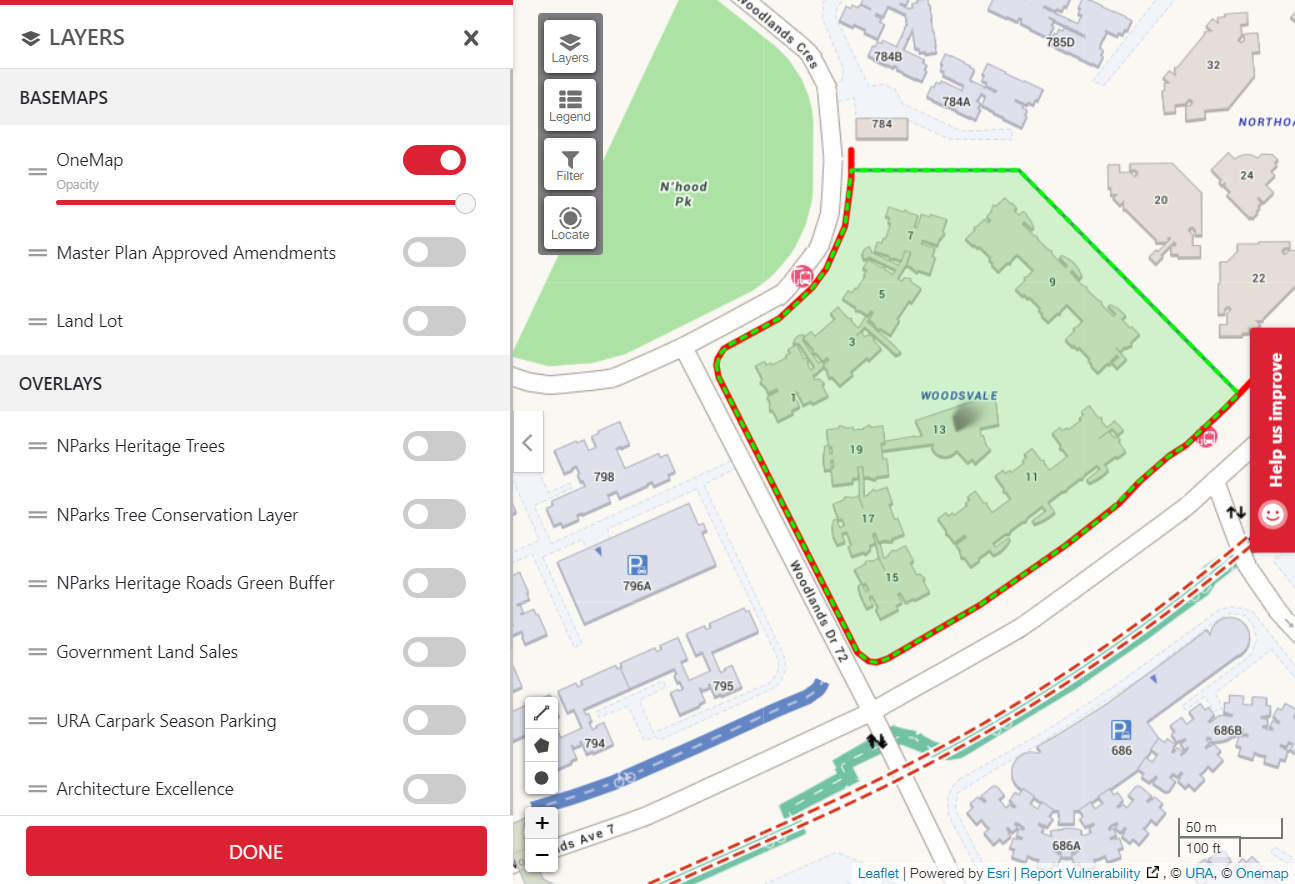 LAYERS
BASEMAPS
OneMap
Opacity
Master Plan Approved Amendments
Land Lot
OVERLAYS
NParks Heritage Trees
NParks Tree Conservation Layer
NParks Heritage Roads Green Buffer
Government Land Sales
URA Carpark Season Parking
Architecture Excellence
DONE
Layers
Legend
Filter
Locate
Woodlands Cres
784B
785D
784A
784
32
NORTHOA
N'hood
Pk
20
24
22
7
5
9
3
1
WOODSVALE
13
19
11
17
15
798
P
796A
Woodlands Dr 72
795
794
P
686
686B
686A
ds Ave 7
Help us improve
+
−
50 m
100 ft
Leaflet | Powered by Esri | Report Vulnerability , © URA, © Onemap